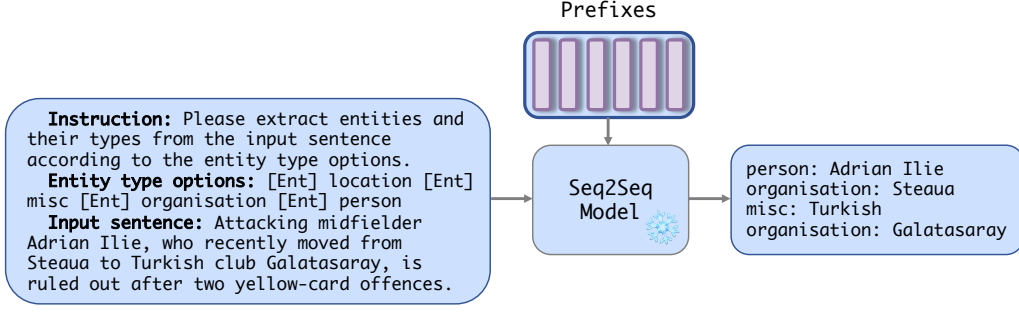 Prefixes
Instruction: Please extract entities and
their types from the input sentence
according to the entity type options.
Entity type options: [Ent] location [Ent]
misc [Ent] organisation [Ent] person
Input sentence: Attacking midfielder
Adrian Ilie, who recently moved from
Steaua to Turkish club Galatasaray, is
ruled out after two yellow-card offences.
Seq2Seq
Model
person: Adrian Ilie
organisation: Steaua
misc: Turkish
organisation: Galatasaray